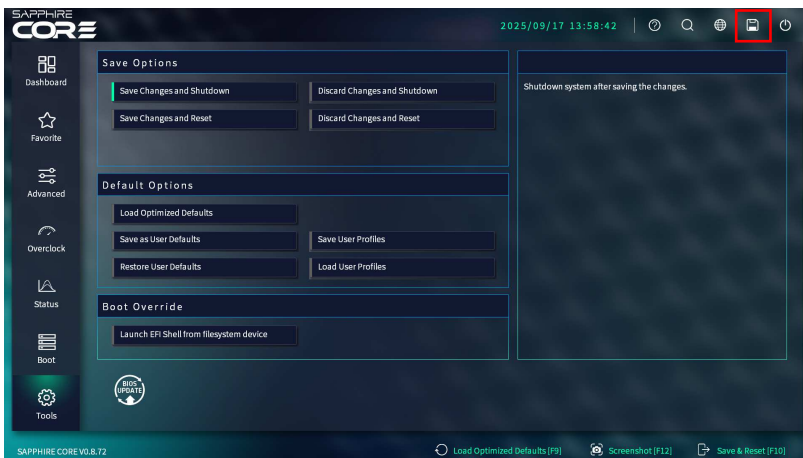 SAPPHIRE
CORE
2025/09/17 13:58:42
Dashboard
Favorite
Advanced
Overclock
Status
Boot
Tools
Save Options
Save Changes and Shutdown
Discard Changes and Shutdown
Save Changes and Reset
Discard Changes and Reset
Default Options
Load Optimized Defaults
Save as User Defaults
Save User Profiles
Restore User Defaults
Load User Profiles
Boot Override
Launch EFI Shell from filesystem device
BIOS
UPDATE
Shutdown system after saving the changes.
SAPPHIRE CORE V0.8.72
Load Optimized Defaults [F9]
Screenshot [F12]
Save & Reset [F10]